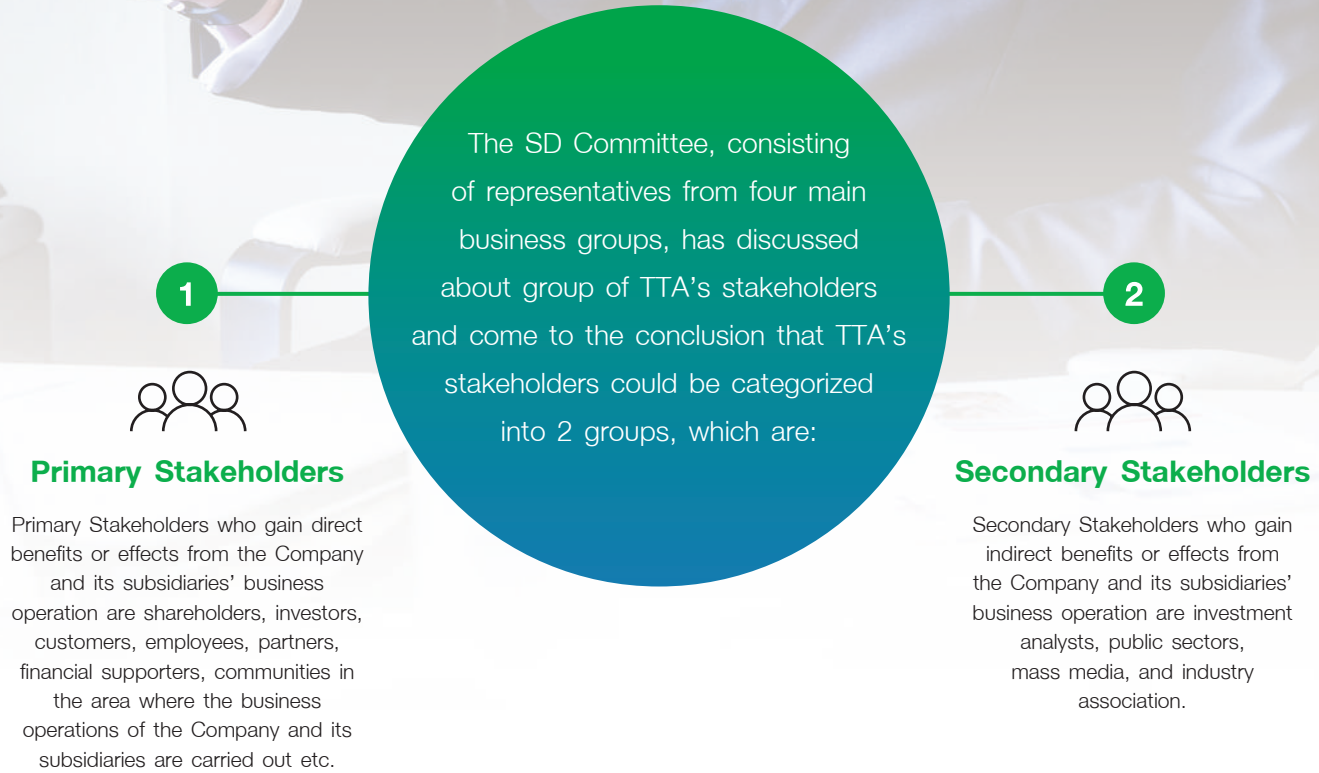 The SD Committee, consisting
of representatives from four main
business groups, has discussed
about group of TTA's stakeholders
and come to the conclusion that TTA's
stakeholders could be categorized
into 2 groups, which are:
1
Primary Stakeholders
Primary Stakeholders who gain direct
benefits or effects from the Company
and its subsidiaries' business
operation are shareholders, investors,
customers, employees, partners,
financial supporters, communities in
the area where the business
operations of the Company and its
subsidiaries are carried out etc.
2
Secondary Stakeholders
Secondary Stakeholders who gain
indirect benefits or effects from
the Company and its subsidiaries'
business operation are investment
analysts, public sectors,
mass media, and industry
association.